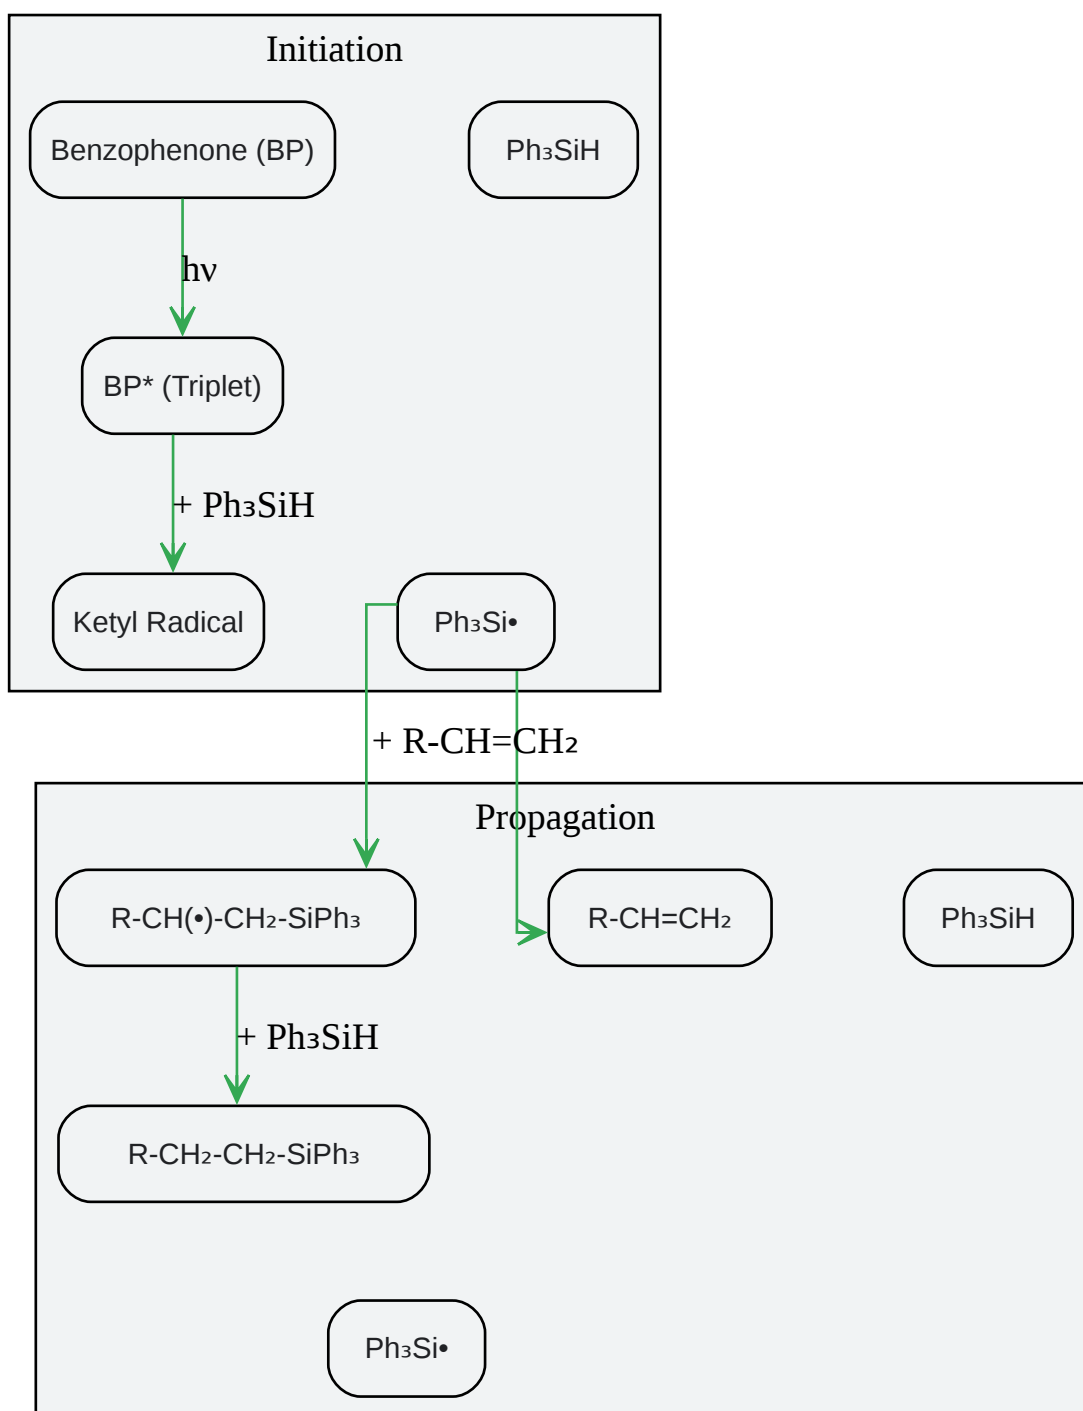 Initiation
Benzophenone (BP)
Ph₃SiH
hν
BP* (Triplet)
+ Ph₃SiH
Ketyl Radical
Ph₃Si•
+ R-CH=CH₂
Propagation
R-CH(•)-CH₂-SiPh₃
R-CH=CH₂
Ph₃SiH
+ Ph₃SiH
R-CH₂-CH₂-SiPh₃
Ph₃Si•